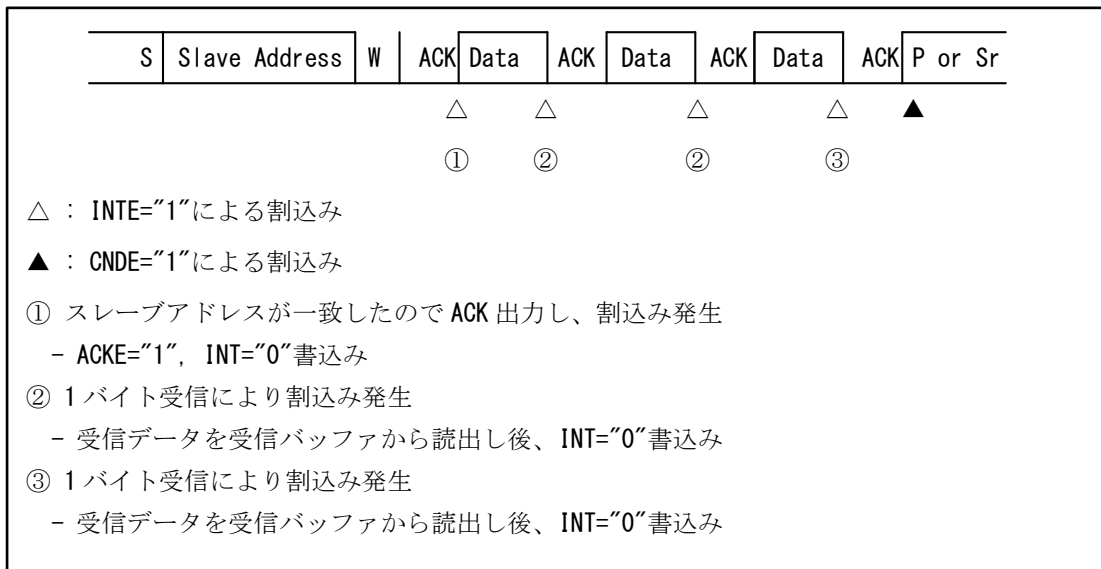 S Slave Address W ACK Data ACK Data ACK Data ACK P or Sr
△ △ △ △ ▲
① ② ② ③
△ : INTE="1"による割込み
▲ : CNDE="1"による割込み
① スレーブアドレスが一致したので ACK 出力し、割込み発生
- ACKE="1", INT="0"書込み
② 1 バイト受信により割込み発生
- 受信データを受信バッファから読出し後、INT="0"書込み
③ 1 バイト受信により割込み発生
- 受信データを受信バッファから読出し後、INT="0"書込み